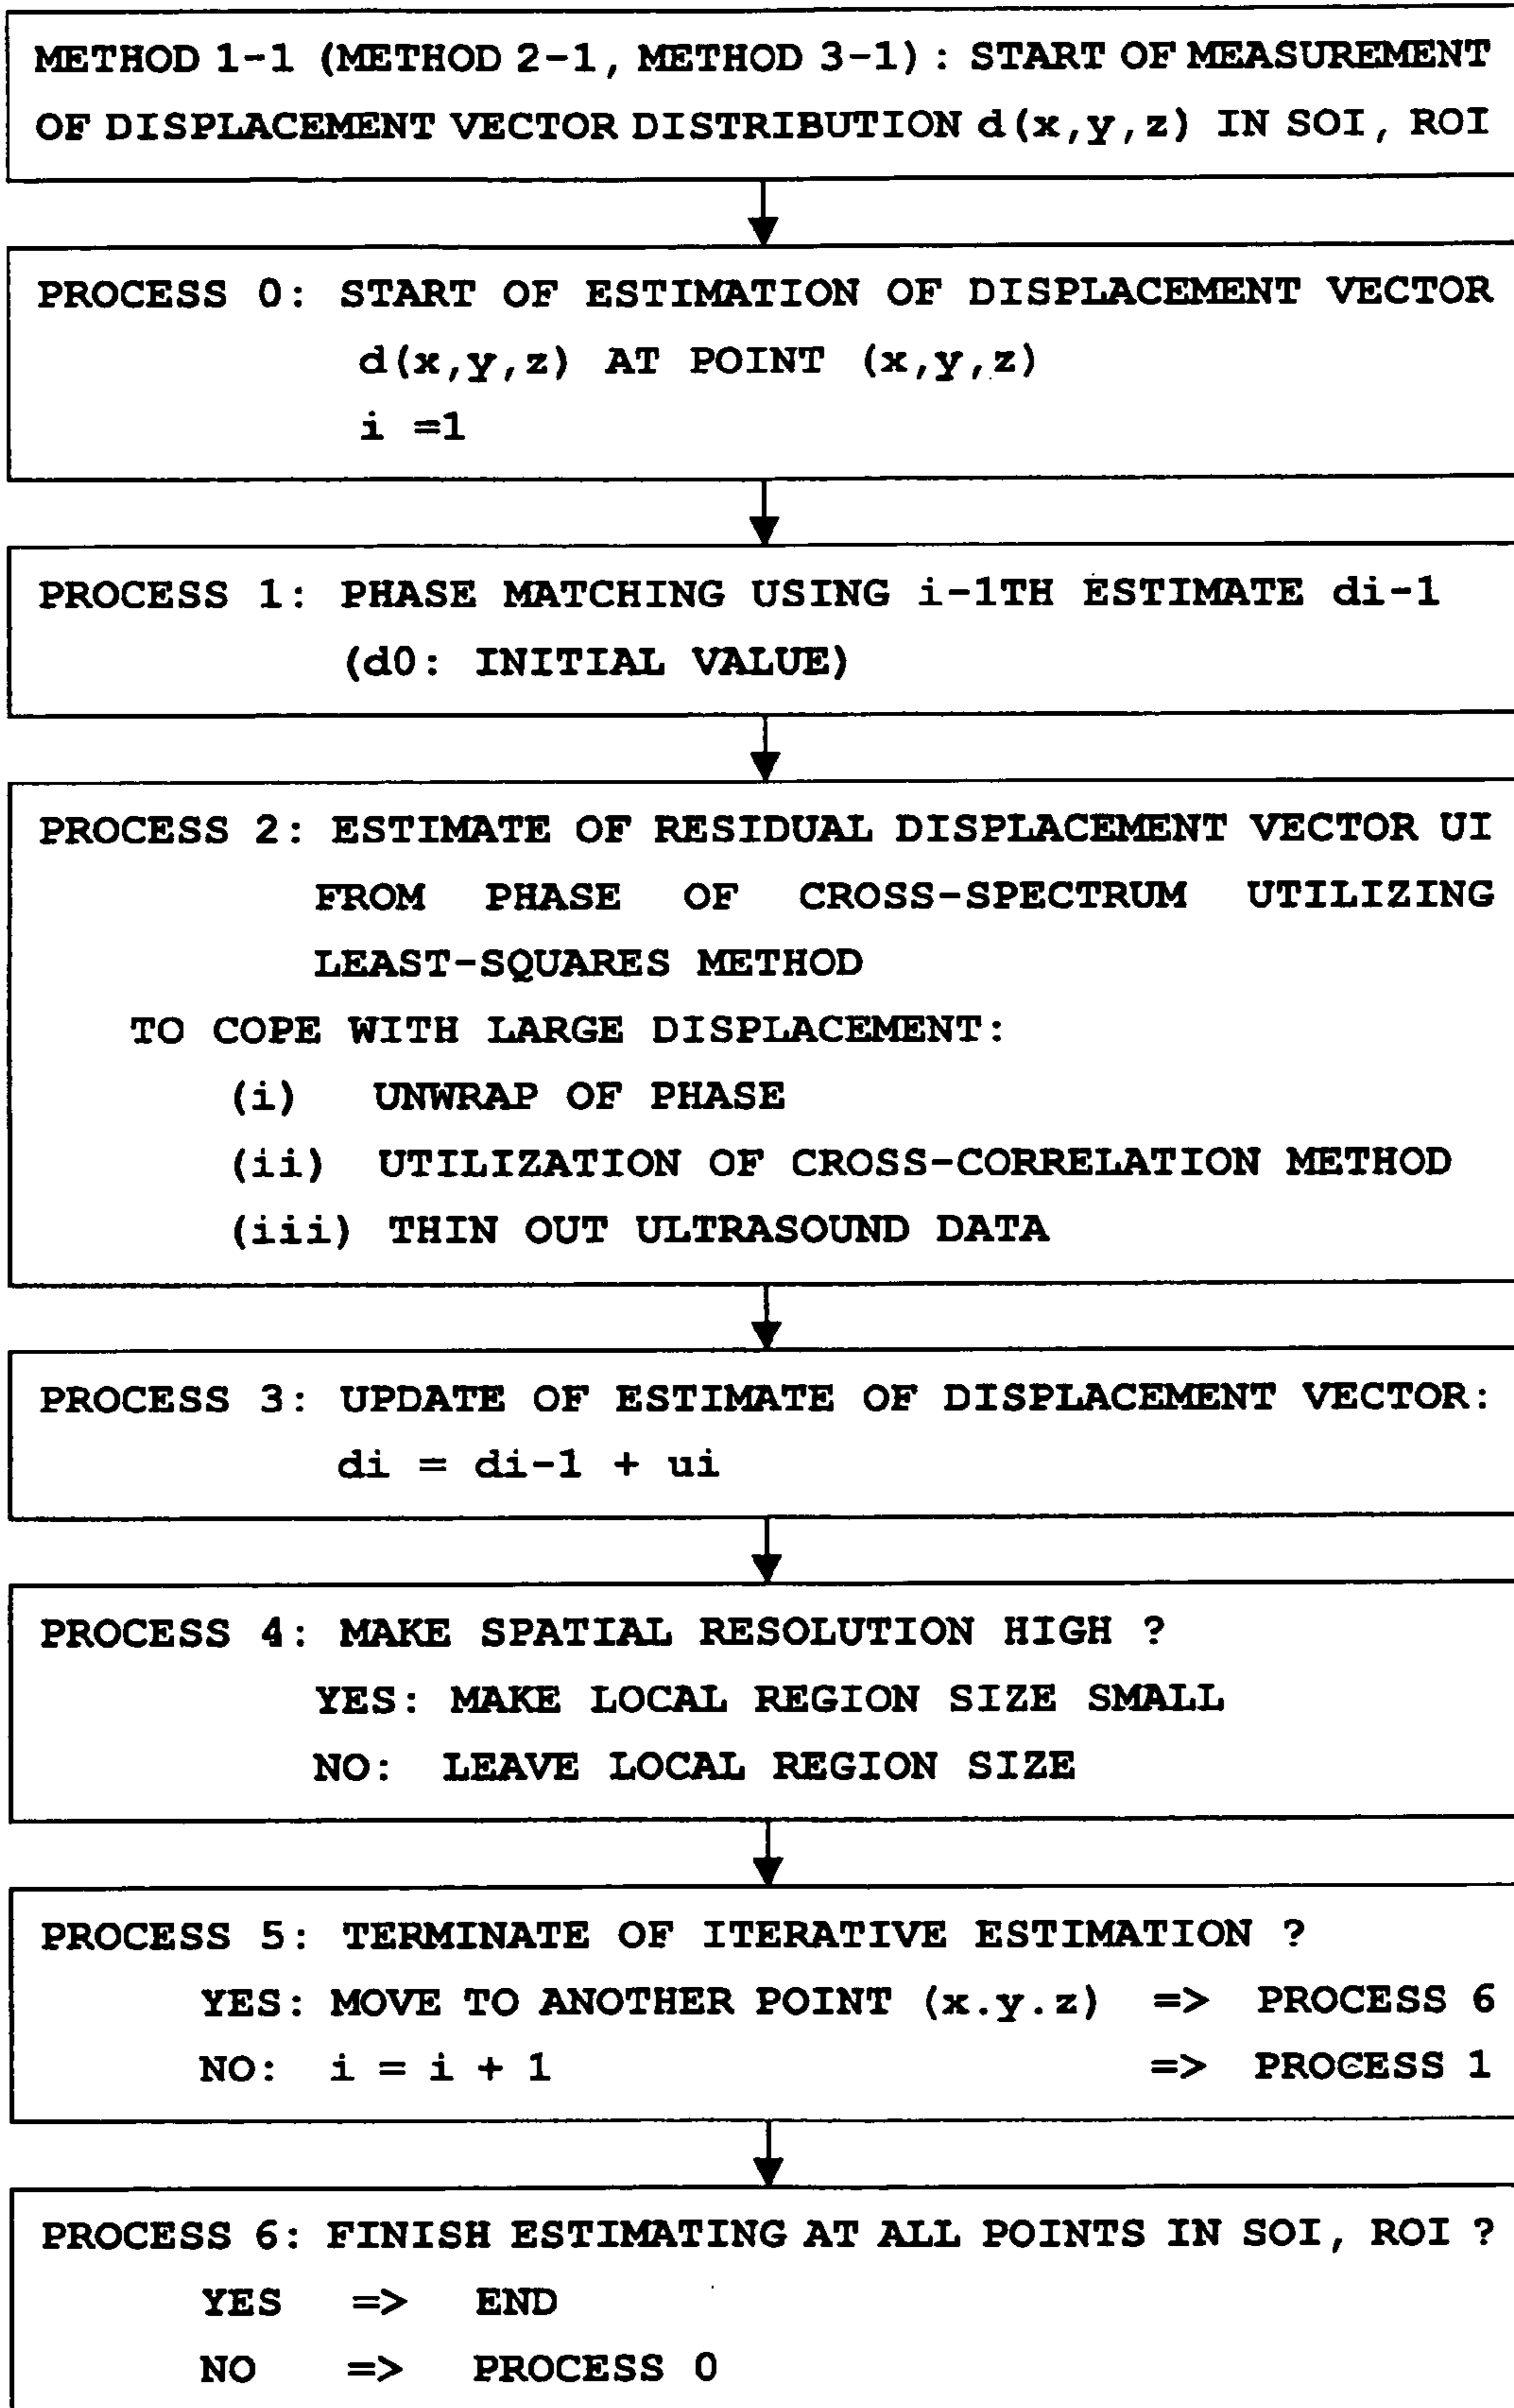 METHOD 1-1 (METHOD 2-1, METHOD 3-1) : START OF MEASUREMENT
OF DISPLACEMENT VECTOR DISTRIBUTION d(x,y,z) IN SOI, ROI
PROCESS 0: START OF ESTIMATION OF DISPLACEMENT VECTOR
d(x,y,z) AT POINT (x,y,z)
i =1
PROCESS 1: PHASE MATCHING USING i-1TH ESTIMATE di-1
(d0: INITIAL VALUE)
PROCESS 2: ESTIMATE OF RESIDUAL DISPLACEMENT VECTOR UI
FROM PHASE OF CROSS-SPECTRUM UTILIZING
LEAST-SQUARES METHOD
TO COPE WITH LARGE DISPLACEMENT:
(i) UNWRAP OF PHASE
(ii) UTILIZATION OF CROSS-CORRELATION METHOD
(iii) THIN OUT ULTRASOUND DATA
PROCESS 3: UPDATE OF ESTIMATE OF DISPLACEMENT VECTOR:
di = di-1 + ui
PROCESS 4: MAKE SPATIAL RESOLUTION HIGH ?
YES: MAKE LOCAL REGION SIZE SMALL
NO: LEAVE LOCAL REGION SIZE
PROCESS 5: TERMINATE OF ITERATIVE ESTIMATION ?
YES: MOVE TO ANOTHER POINT (x.y.z) => PROCESS 6
NO: i = i + 1 => PROCESS 1
PROCESS 6: FINISH ESTIMATING AT ALL POINTS IN SOI, ROI ?
YES => END
NO => PROCESS 0